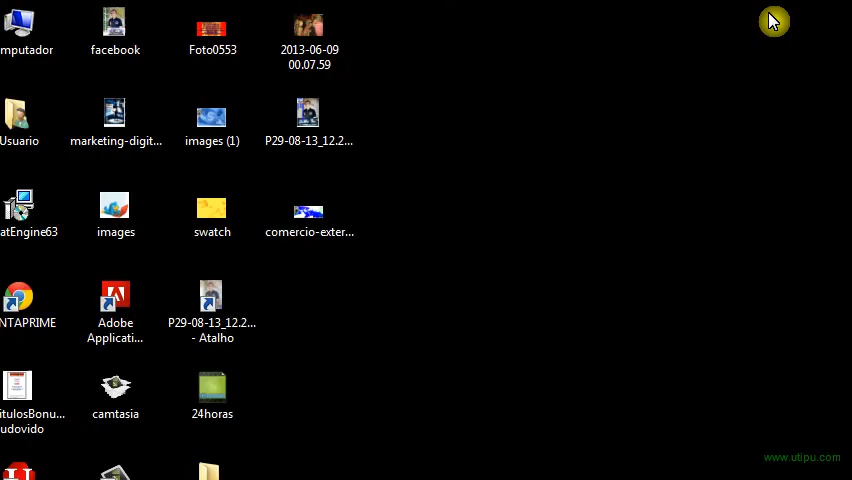 mputador
facebook
Foto0553
2013-06-09
00.07.59
Usuario
marketing-digit...
images (1)
P29-08-13_12.2...
atEngine63
images
swatch
comercio-exter...
NTAPRIME
Adobe
Applicati...
P29-08-13_12.2...
- Atalho
itulosBonu...
udovido
camtasia
24horas
www.utipu.com